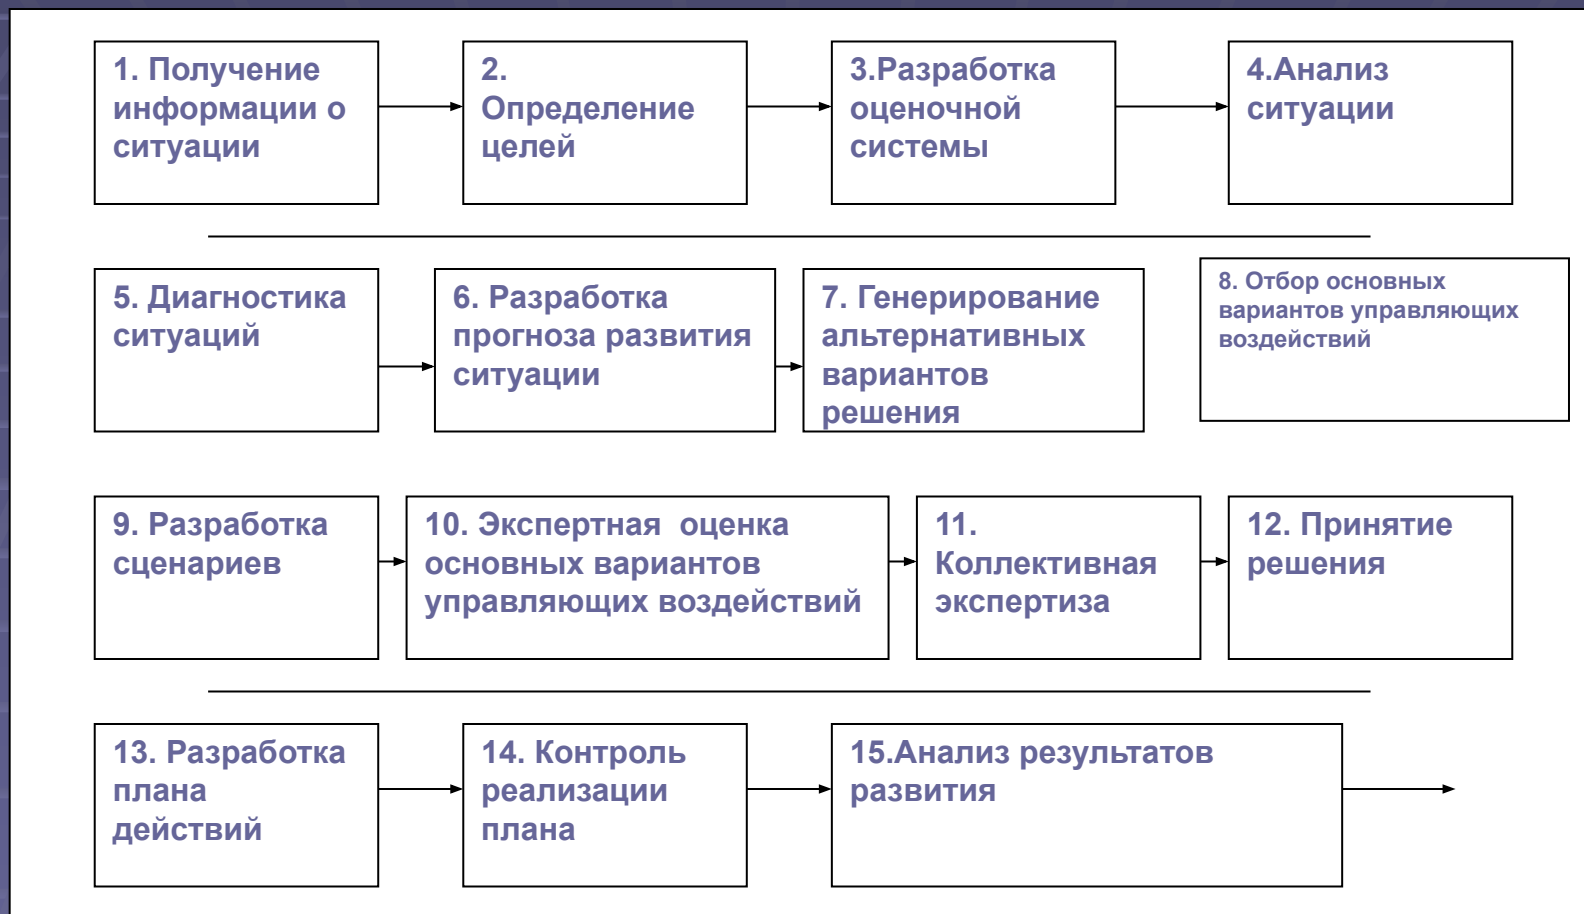 1. Получение
информации о
ситуации
2.
Определение
целей
3.Разработка
оценочной
системы
4.Анализ
ситуации
5. Диагностика
ситуаций
6. Разработка
прогноза развития
ситуации
7. Генерирование
альтернативных
вариантов
решения
8. Отбор основных
вариантов управляющих
воздействий
9. Разработка
сценариев
10. Экспертная  оценка
основных вариантов
управляющих воздействий
11.
Коллективная
экспертиза
12. Принятие
решения
13. Разработка
плана
действий
14. Контроль
реализации
плана
15.Анализ результатов
развития